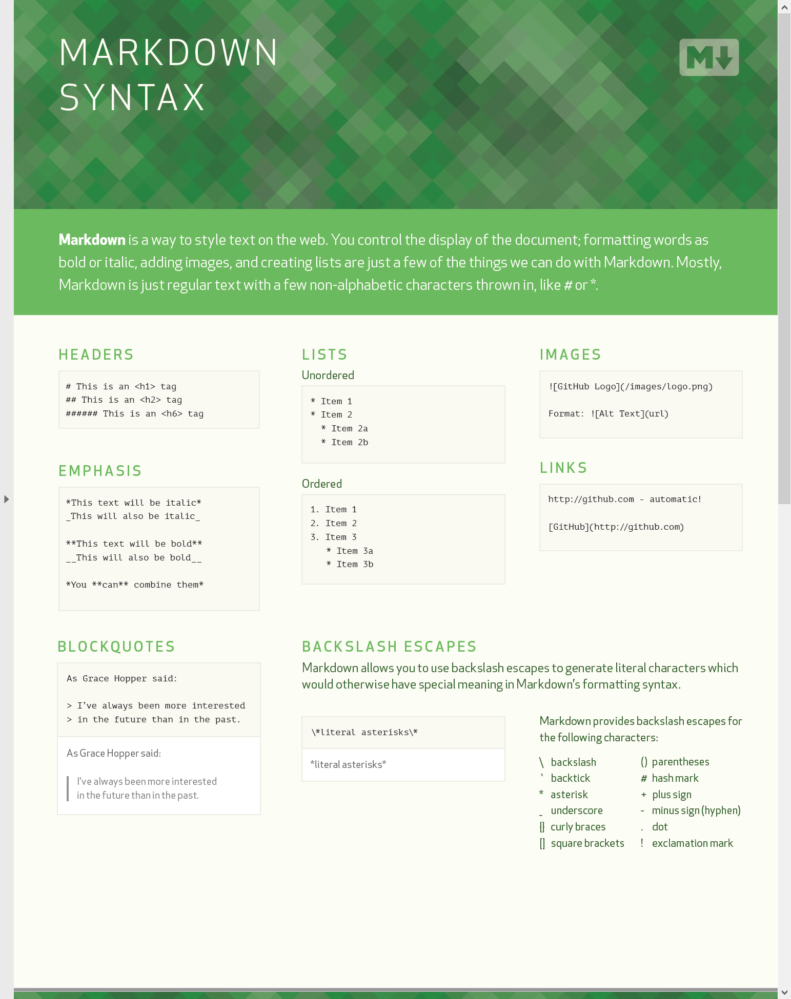 MARKDOWN
SYNTAX
M
Markdown is a way to style text on the web. You control the display of the document; formatting words as
bold or italic, adding images, and creating lists are just a few of the things we can do with Markdown. Mostly,
Markdown is just regular text with a few non-alphabetic characters thrown in, like # or *.
HEADERS
# This is an <h1> tag
## This is an <h2> tag
###### This is an <h6> tag
EMPHASIS
*This text will be italic*
_This will also be italic_
**This text will be bold**
__This will also be bold__
*You **can** combine them*
LISTS
Unordered
* Item 1
* Item 2
  * Item 2a
  * Item 2b
Ordered
1. Item 1
2. Item 2
3. Item 3
   * Item 3a
   * Item 3b
IMAGES
![GitHub Logo](/images/logo.png)
Format: ![Alt Text](url)
LINKS
http://github.com - automatic!
[GitHub](http://github.com)
BLOCKQUOTES
As Grace Hopper said:
> I’ve always been more interested
> in the future than in the past.
As Grace Hopper said:
I've always been more interested
in the future than in the past.
BACKSLASH ESCAPES
Markdown allows you to use backslash escapes to generate literal characters which
would otherwise have special meaning in Markdown’s formatting syntax.
\*literal asterisks\*
*literal asterisks*
Markdown provides backslash escapes for
the following characters:
\ backslash
` backtick
* asterisk
_ underscore
{} curly braces
[] square brackets
() parentheses
# hash mark
+ plus sign
- minus sign (hyphen)
. dot
! exclamation mark